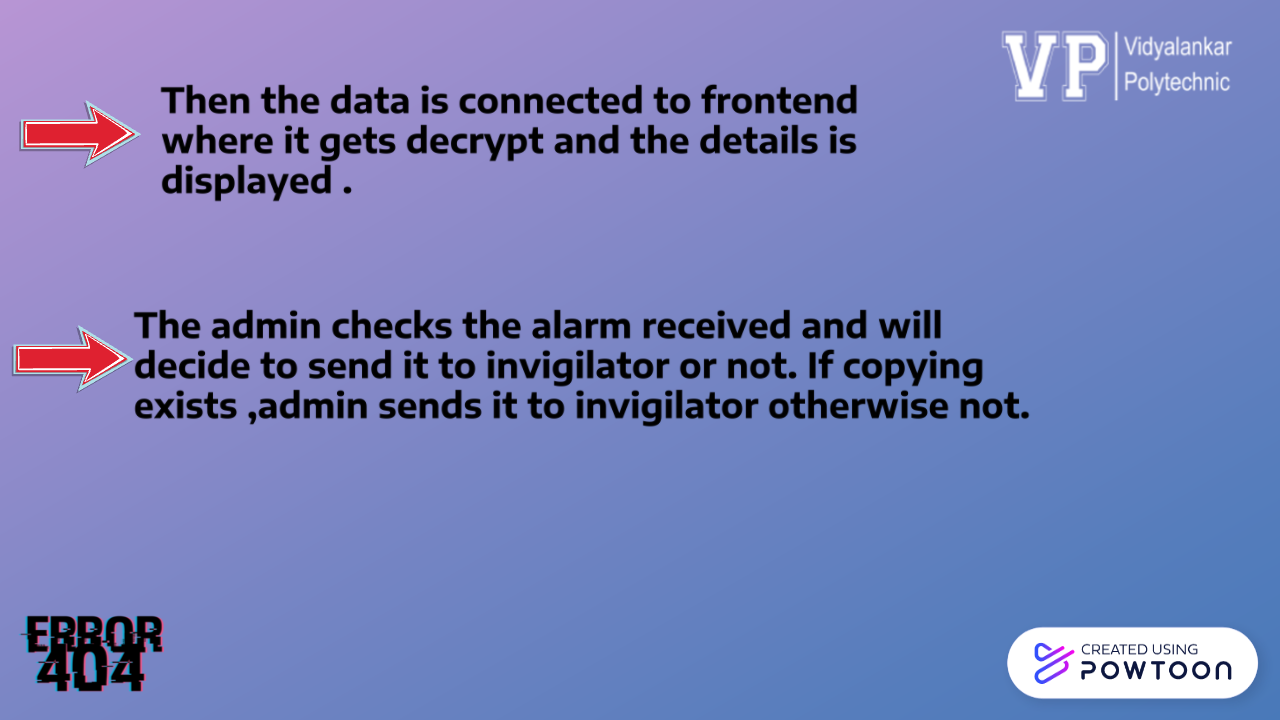 VP
Vidyalankar
Polytechnic
Then the data is connected to frontend
where it gets decrypt and the details is
displayed .
The admin checks the alarm received and will
decide to send it to invigilator or not. If copying
exists ,admin sends it to invigilator otherwise not.
ERROR
404
CREATED USING
POWTOON